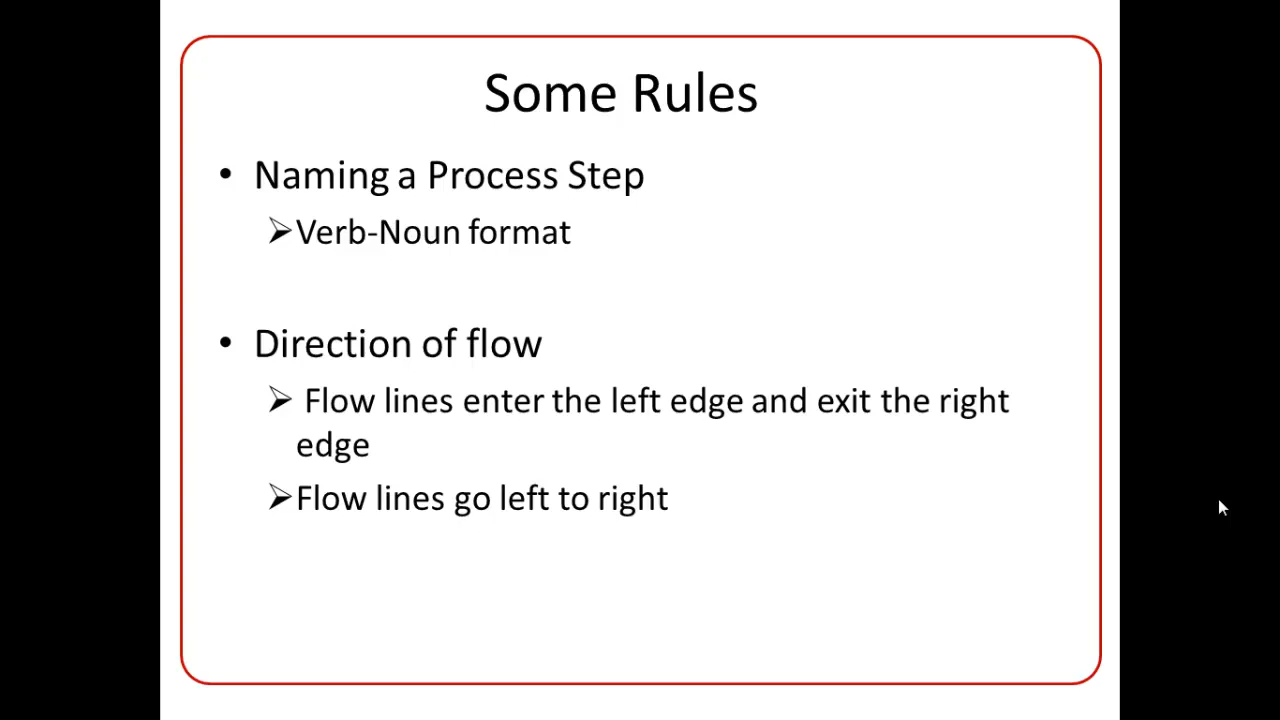 Some Rules
• Naming a Process Step
➢Verb-Noun format
• Direction of flow
➢ Flow lines enter the left edge and exit the right
edge
➢Flow lines go left to right